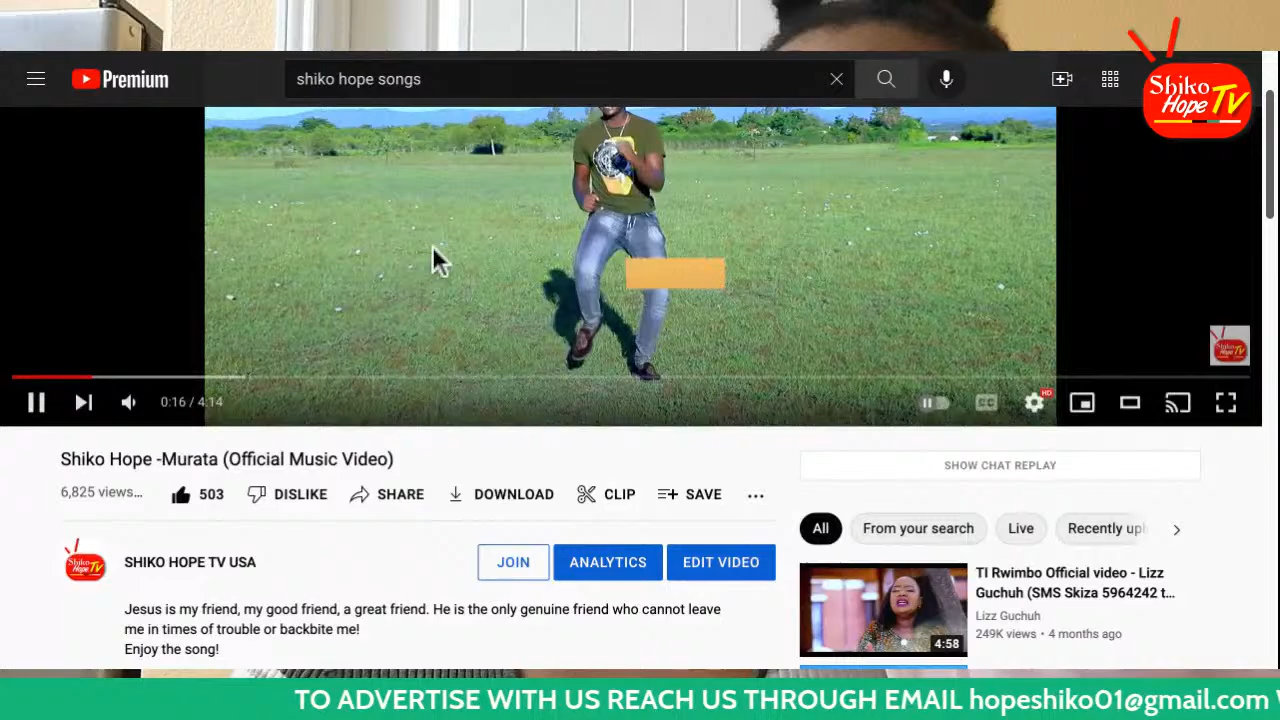 Premium
shiko hope songs
Shiko
Hope TV
0:16 / 4:14
CC
HD
Shiko Hope -Murata (Official Music Video)
6,825 views...
503
DISLIKE
SHARE
DOWNLOAD
CLIP
SAVE
SHOW CHAT REPLAY
All
From your search
Live
Recently upl
Shiko
Hope TV
SHIKO HOPE TV USA
JOIN
ANALYTICS
EDIT VIDEO
Jesus is my friend, my good friend, a great friend. He is the only genuine friend who cannot leave
me in times of trouble or backbite me!
Enjoy the song!
TI Rwimbo Official video - Lizz
Guchuh (SMS Skiza 5964242 t...
Lizz Guchuh
249K views • 4 months ago
4:58
TO ADVERTISE WITH US REACH US THROUGH EMAIL hopeshiko01@gmail.com